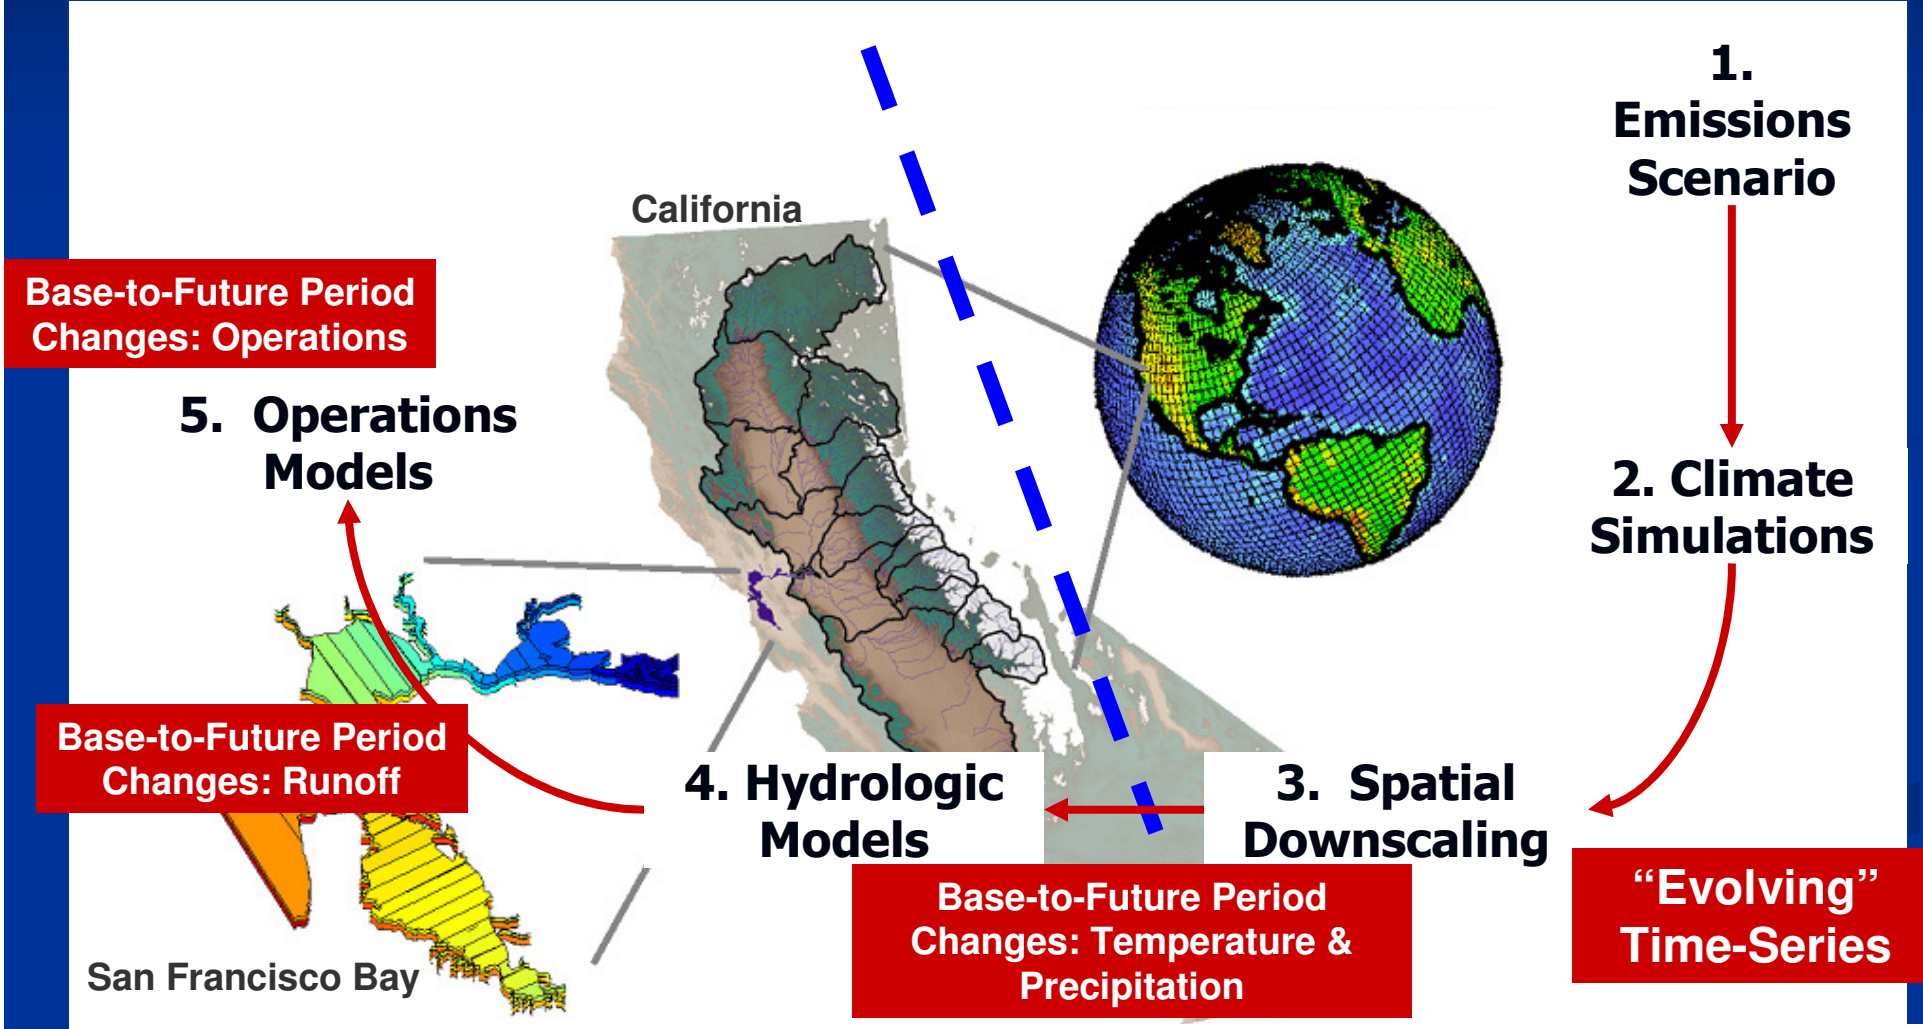 1.
Emissions
Scenario
California
Base-to-Future Period
Changes: Operations
5. Operations
Models
2. Climate
Simulations
Base-to-Future Period
Changes: Runoff
4. Hydrologic
Models
3. Spatial
Downscaling
“Evolving”
Time-Series
Base-to-Future Period
Changes: Temperature &
Precipitation
San Francisco Bay